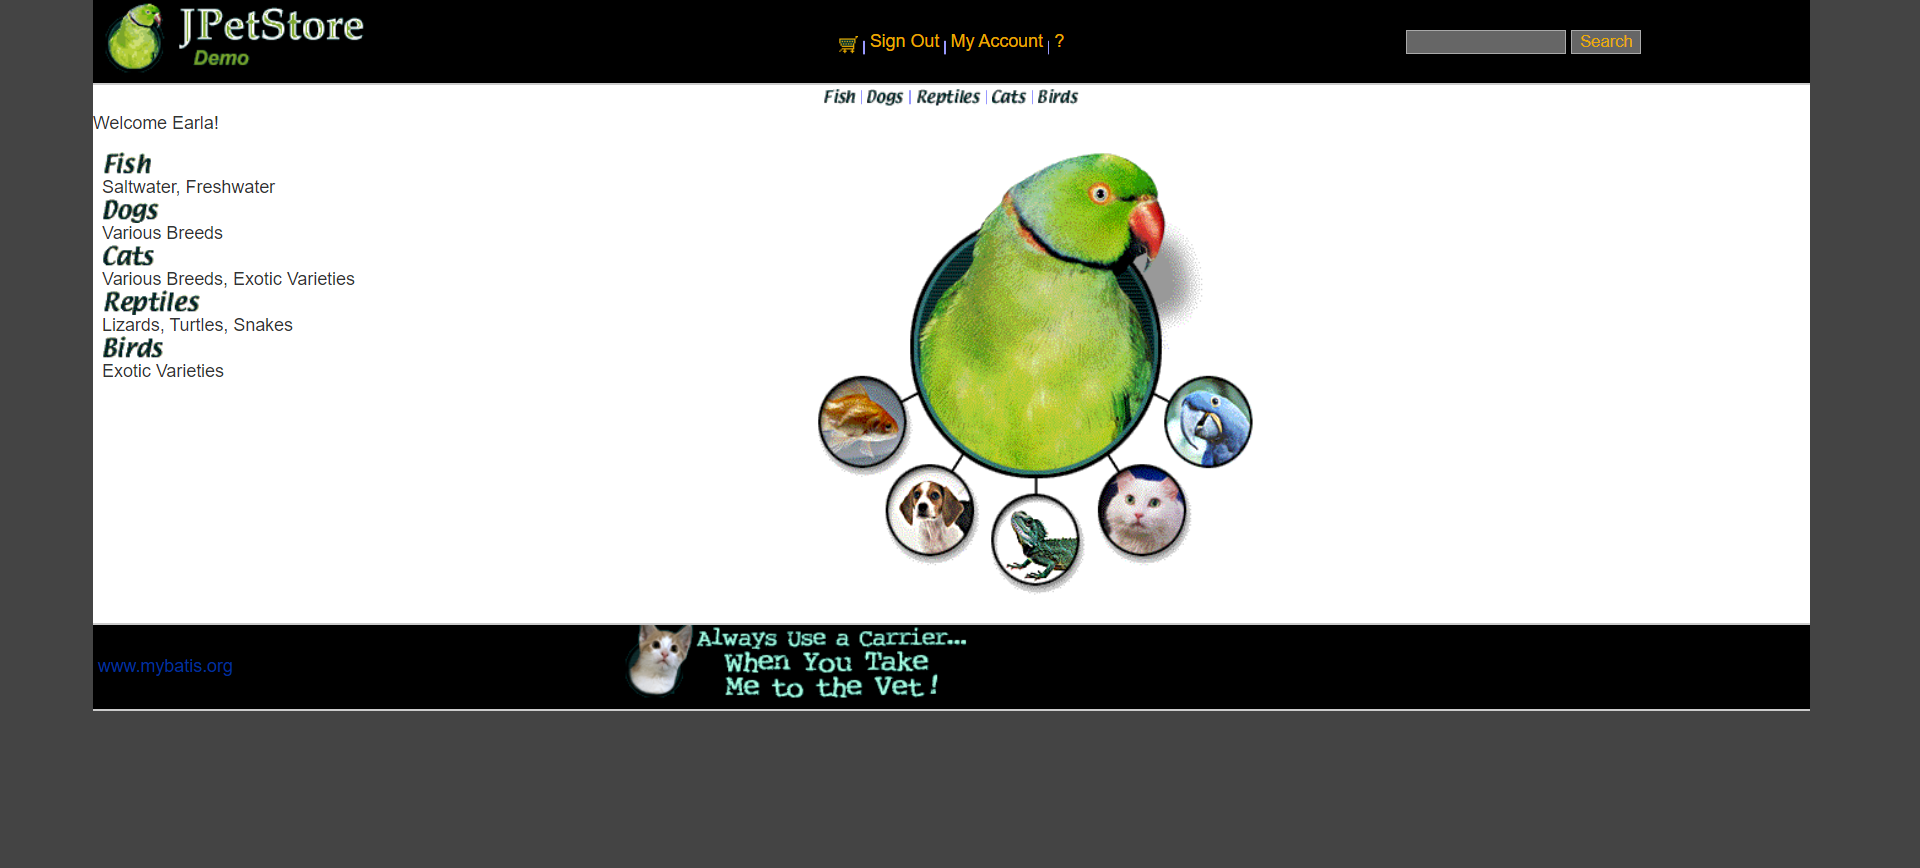 JPetStore
Demo
Sign Out | My Account | ?
Search
Fish | Dogs | Reptiles | Cats | Birds
Welcome Earla!
Fish
Saltwater, Freshwater
Dogs
Various Breeds
Cats
Various Breeds, Exotic Varieties
Reptiles
Lizards, Turtles, Snakes
Birds
Exotic Varieties
www.mybatis.org
Always Use a Carrier...
When You Take
Me to the Vet!